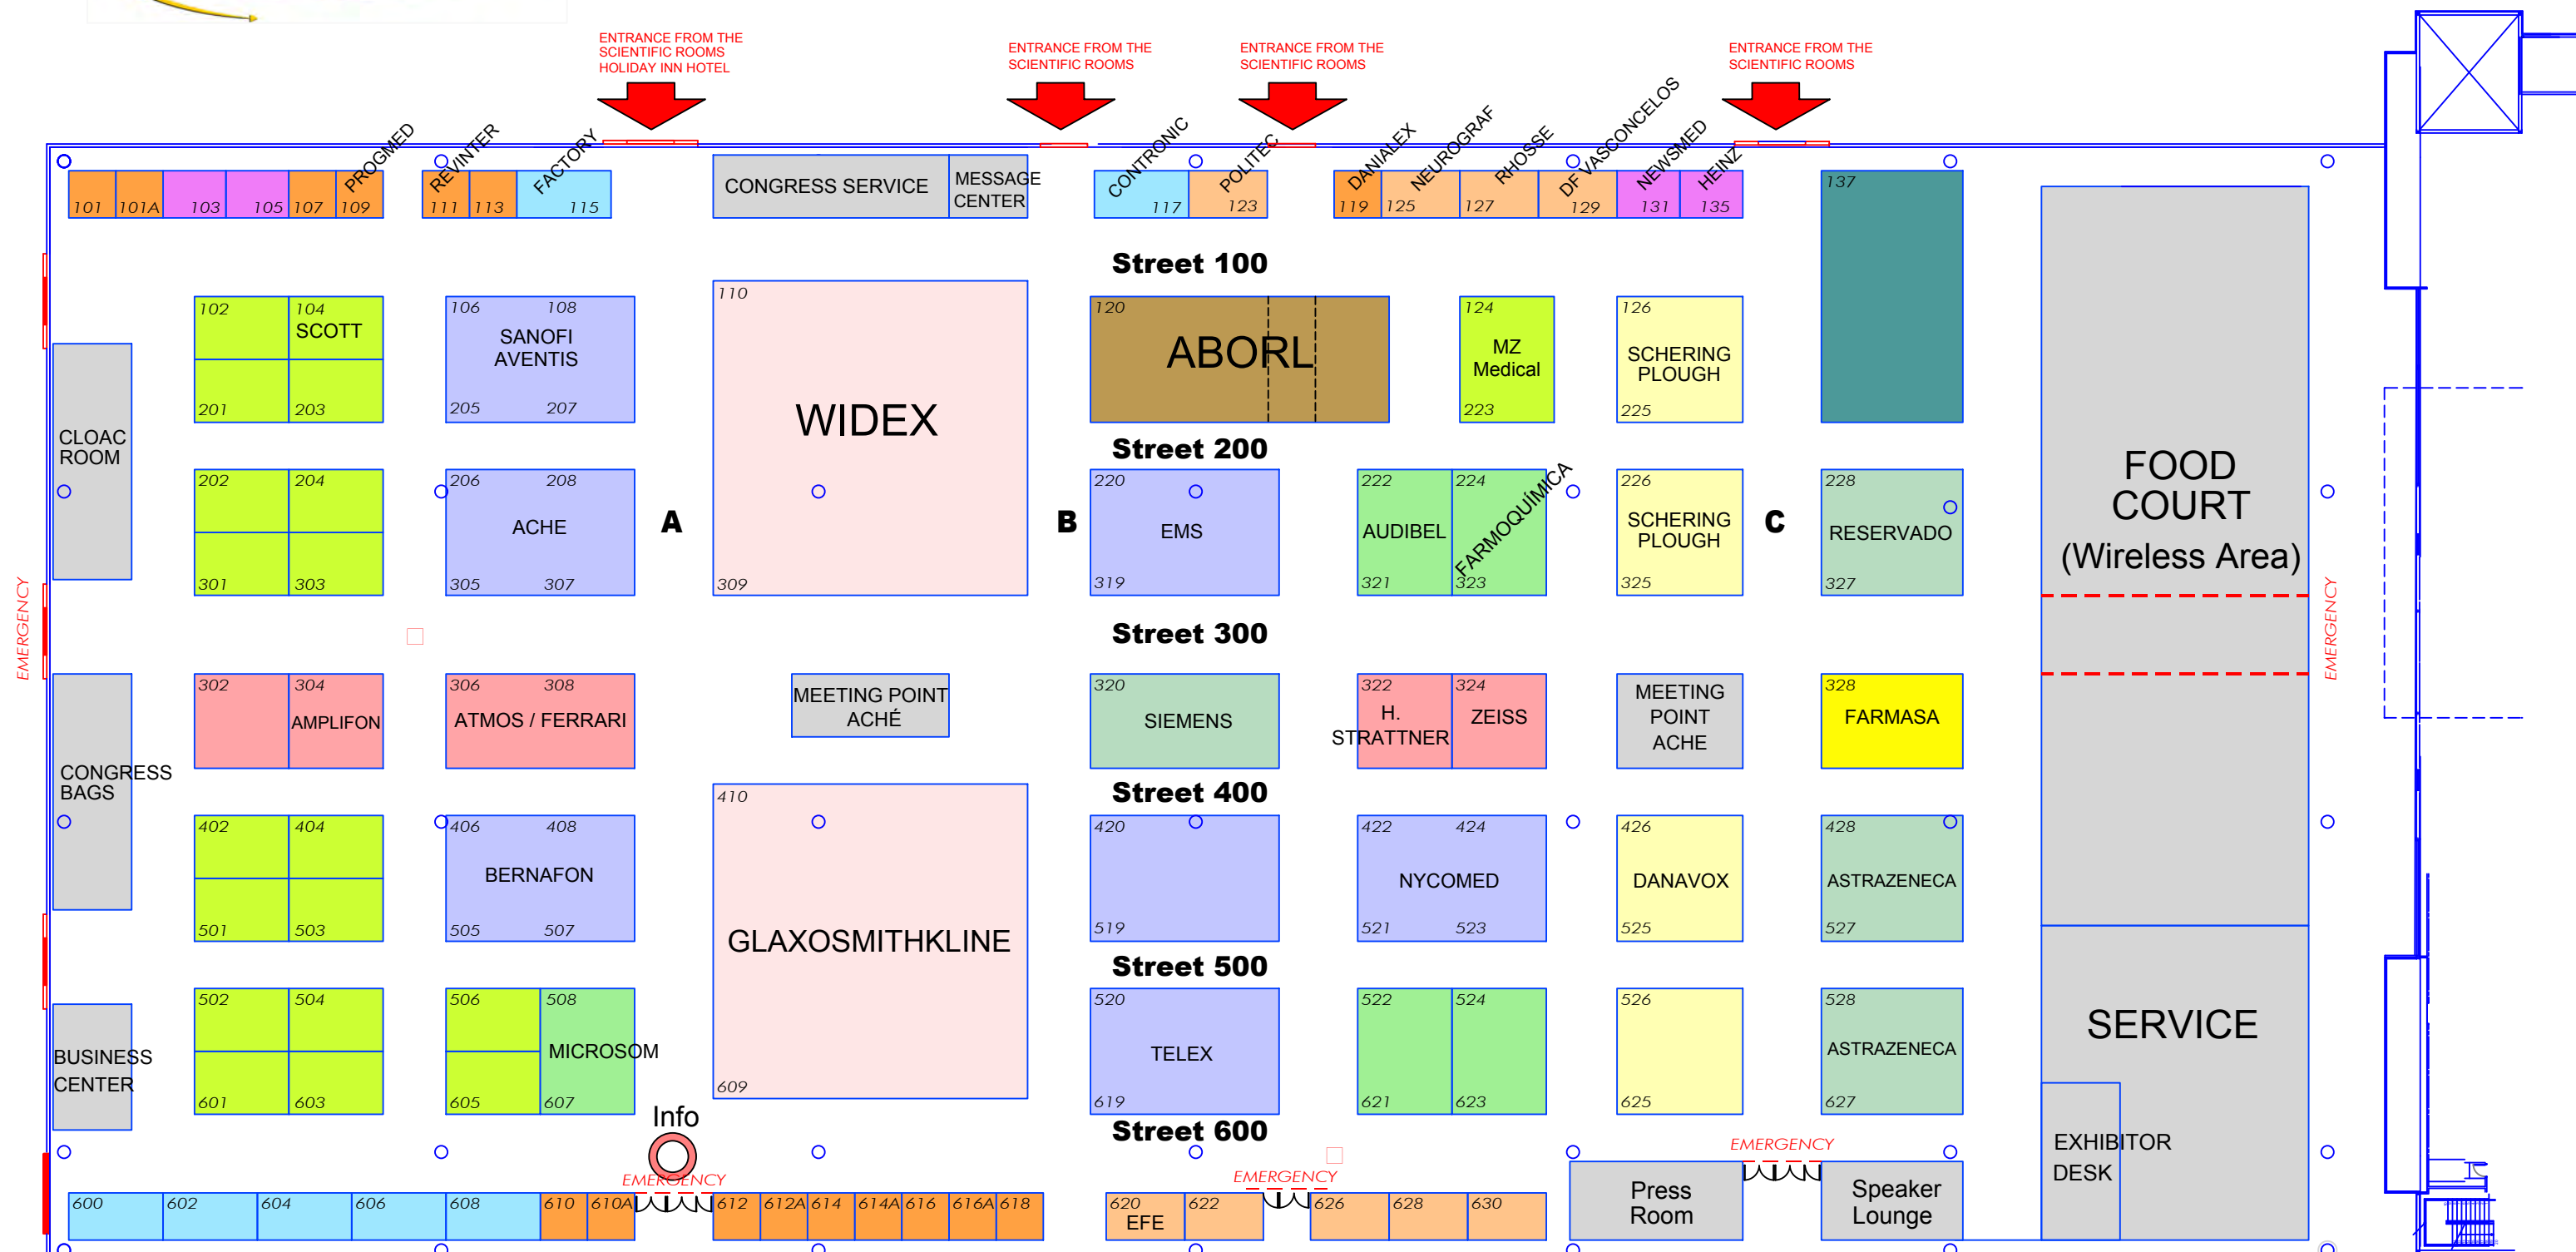 ENTRANCE FROM THE
SCIENTIFIC ROOMS
HOLIDAY INN HOTEL
ENTRANCE FROM THE
SCIENTIFIC ROOMS
ENTRANCE FROM THE
SCIENTIFIC ROOMS
ENTRANCE FROM THE
SCIENTIFIC ROOMS
101
101A
103
105
107
PROGMED
109
REVINTER
111
113
FACTORY
115
CONGRESS SERVICE
MESSAGE
CENTER
CONTRONIC
117
POLITEC
123
DANIALEX
119
NEUROGRAF
125
RHOSSE
127
DF VASCONCELOS
129
NEWSMED
131
HEINZ
135
137
Street 100
102
104
SCOTT
201
203
106 108
SANOFI
AVENTIS
205 207
110
WIDEX
309
120
ABORL
124
MZ
Medical
223
126
SCHERING
PLOUGH
225
CLOAC
ROOM
Street 200
202
204
301
303
206 208
ACHE
305 307
A
B
220
EMS
319
222
AUDIBEL
321
224
FARMOQUÍMICA
323
226
SCHERING
PLOUGH
325
C
228
RESERVADO
327
FOOD
COURT
(Wireless Area)
EMERGENCY
EMERGENCY
Street 300
302
304
AMPLIFON
306 308
ATMOS / FERRARI
MEETING POINT
ACHÉ
320
SIEMENS
322
H.
STRATTNER
324
ZEISS
MEETING
POINT
ACHE
328
FARMASA
CONGRESS
BAGS
Street 400
402
404
501
503
406 408
BERNAFON
505 507
410
GLAXOSMITHKLINE
609
420
519
422 424
NYCOMED
521 523
426
DANAVOX
525
428
ASTRAZENECA
527
Street 500
BUSINESS
CENTER
502
504
601
603
506
605
508
MICROSOM
607
520
TELEX
619
522
621
524
623
526
625
528
ASTRAZENECA
627
SERVICE
EXHIBITOR
DESK
Info
Street 600
EMERGENCY
EMERGENCY
EMERGENCY
600
602
604
606
608
610
610A
612
612A
614
614A
616
616A
618
620
EFE
622
626
628
630
Press
Room
Speaker
Lounge